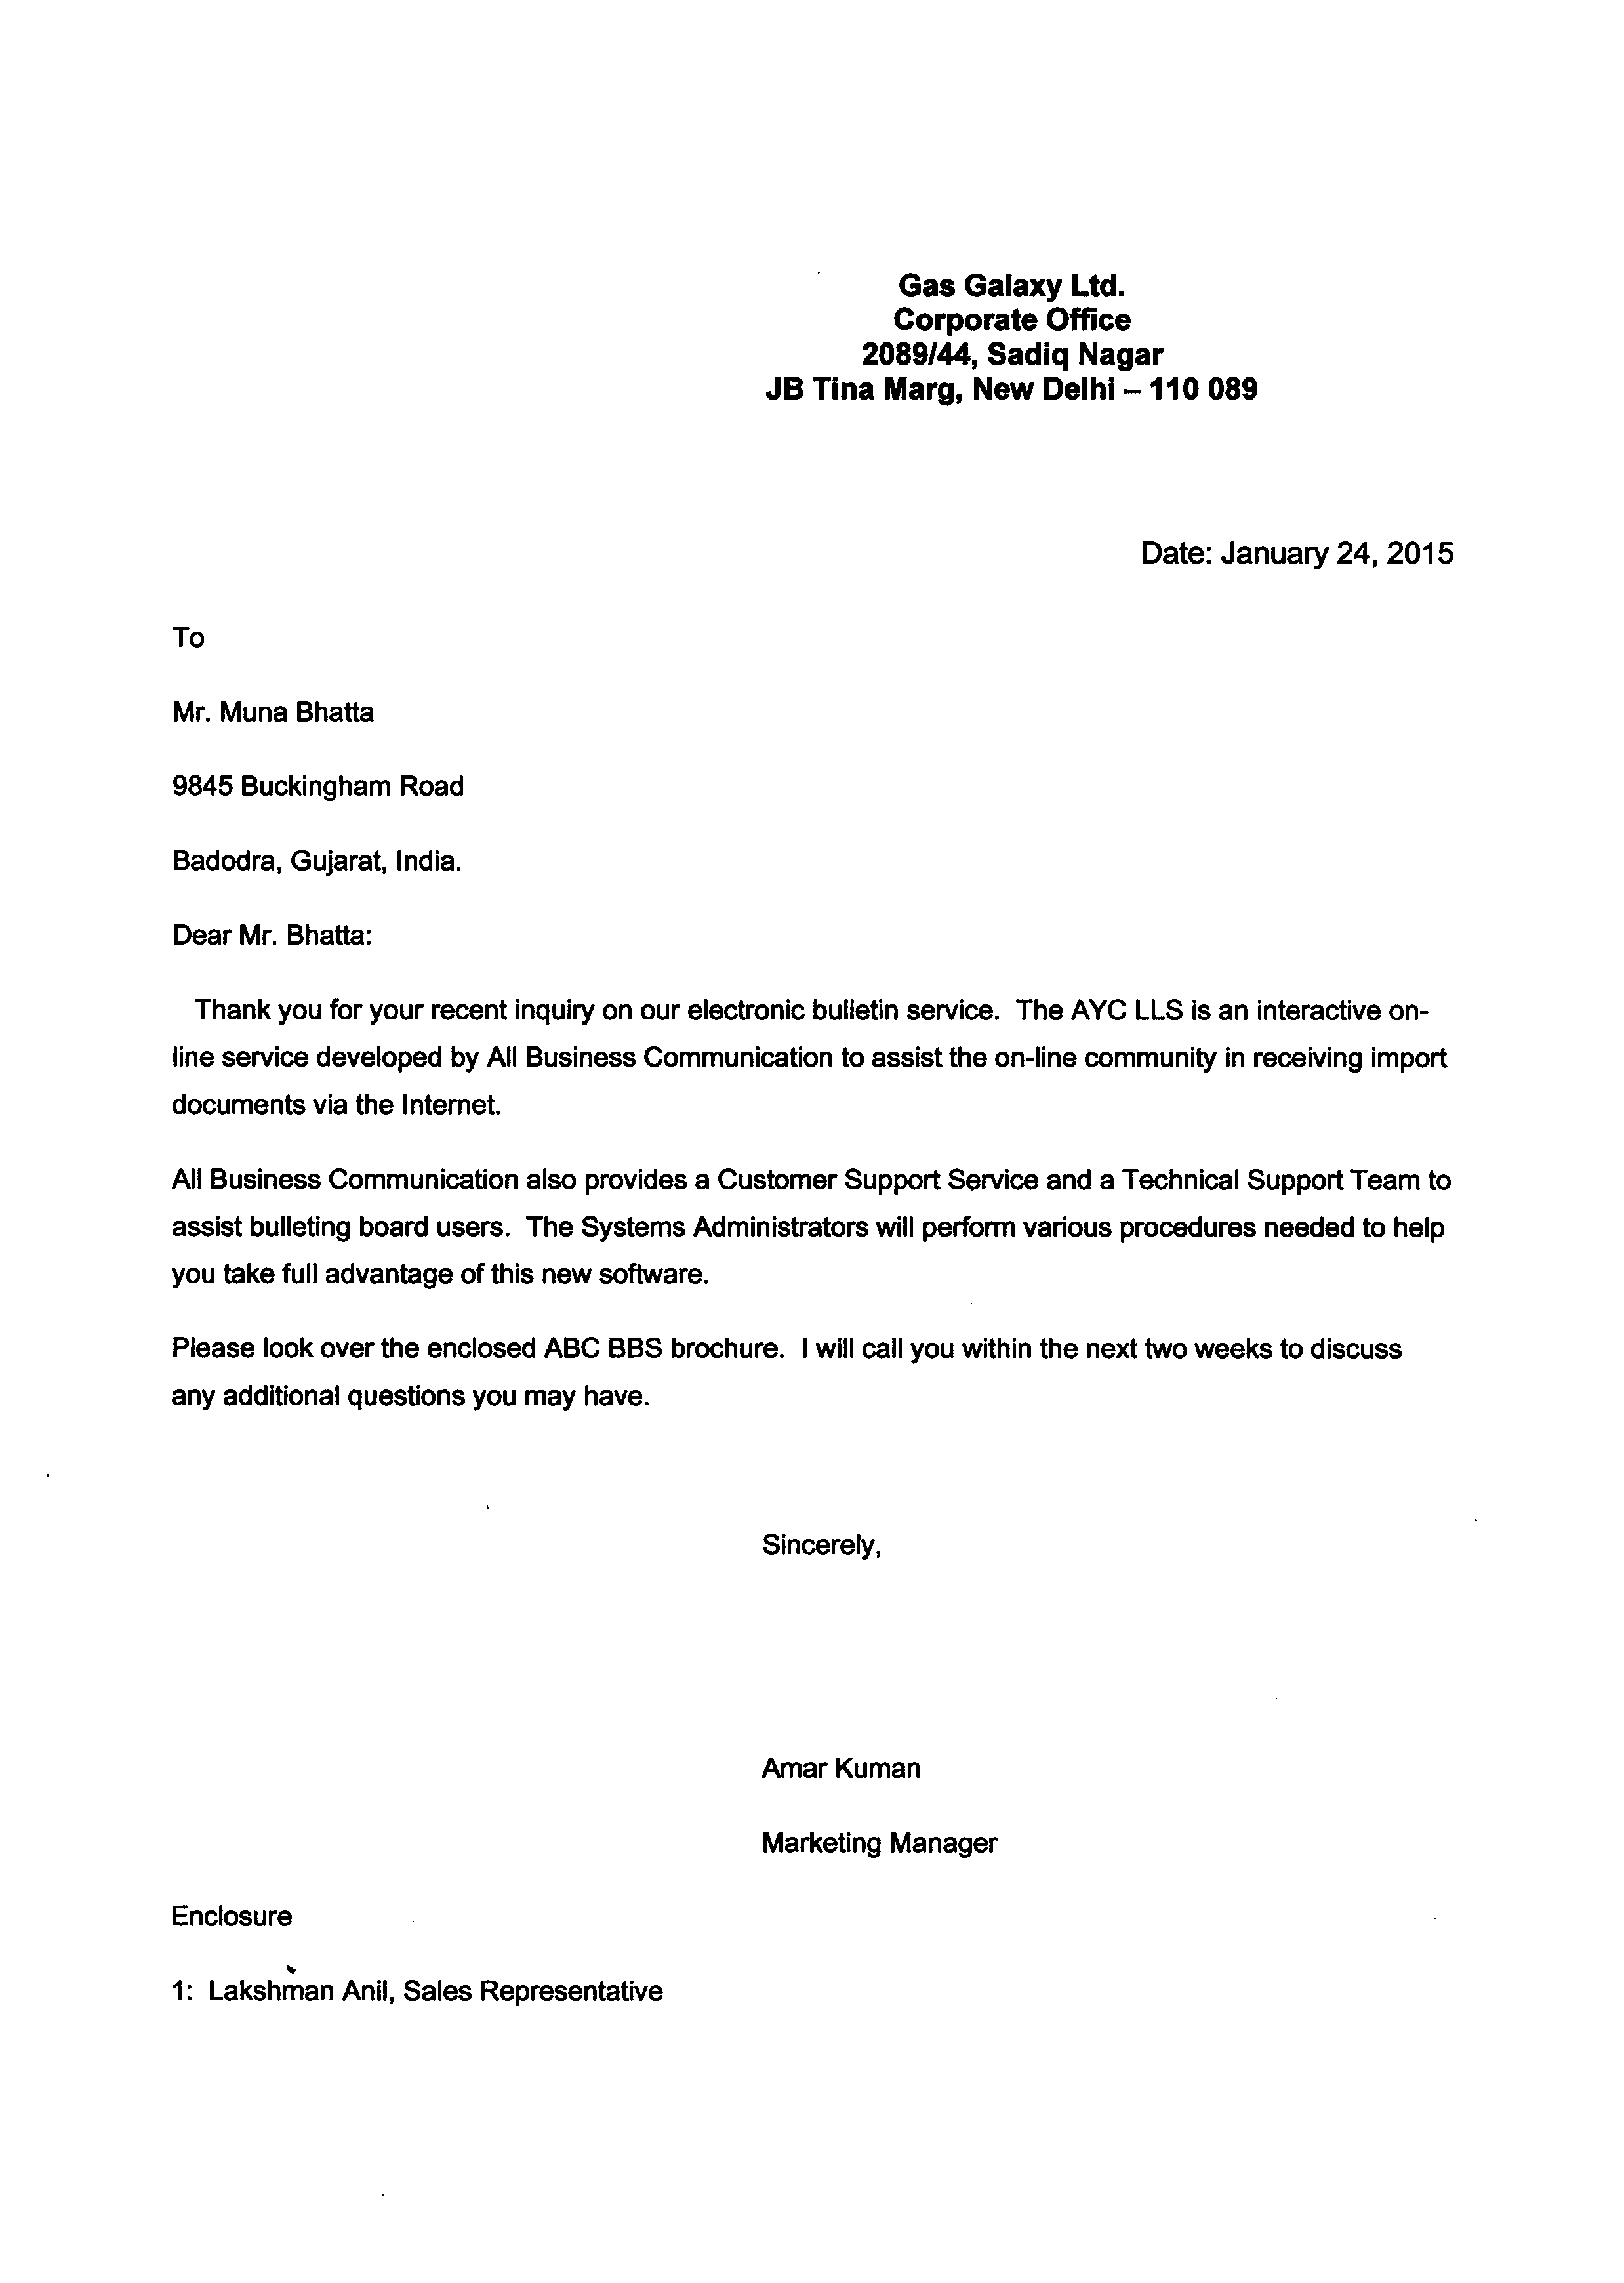 Gas Galaxy Ltd.
Corporate Office
2089/44, Sadiq Nagar
JB Tina Marg, New Delhi – 110 089
Date: January 24, 2015
To
Mr. Muna Bhatta
9845 Buckingham Road
Badodra, Gujarat, India.
Dear Mr. Bhatta:
Thank you for your recent inquiry on our electronic bulletin service.  The AYC LLS is an interactive on-
line service developed by All Business Communication to assist the on-line community in receiving import
documents via the Internet.
All Business Communication also provides a Customer Support Service and a Technical Support Team to
assist bulleting board users.  The Systems Administrators will perform various procedures needed to help
you take full advantage of this new software.
Please look over the enclosed ABC BBS brochure.  I will call you within the next two weeks to discuss
any additional questions you may have.
Sincerely,
Amar Kuman
Marketing Manager
Enclosure
1:  Lakshman Anil, Sales Representative